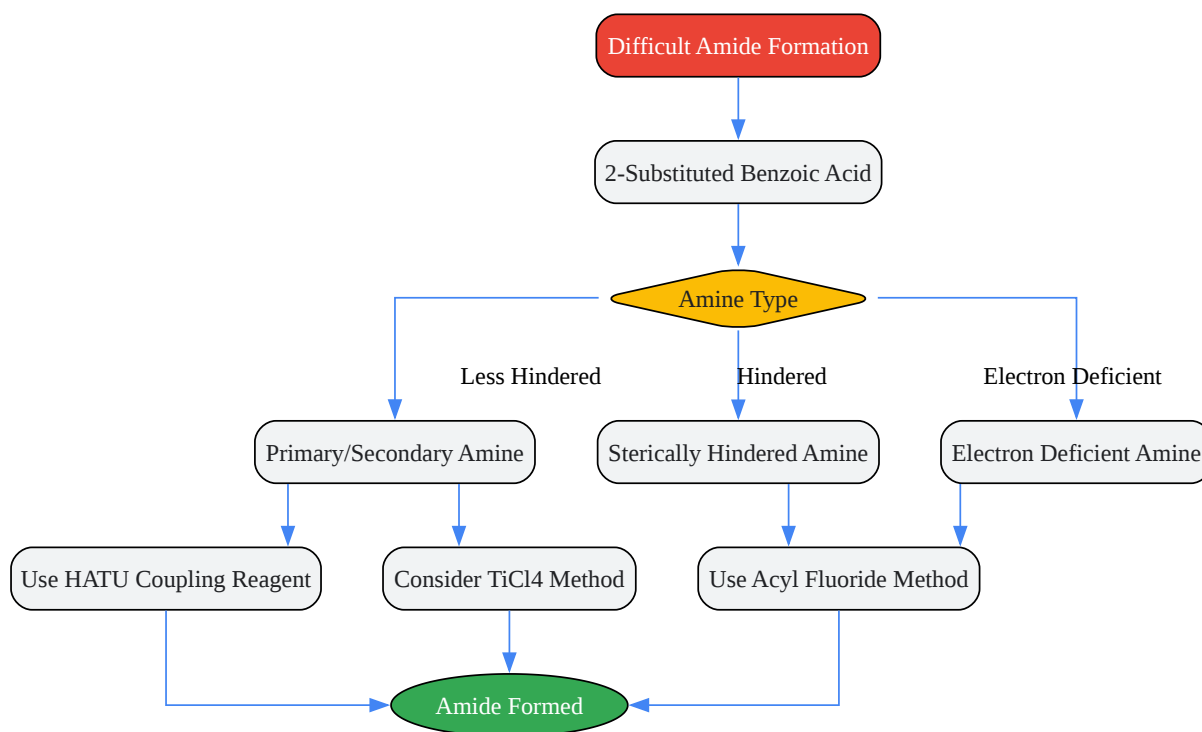 Difficult Amide Formation
2-Substituted Benzoic Acid
Amine Type
Less Hindered
Hindered
Electron Deficient
Primary/Secondary Amine
Sterically Hindered Amine
Electron Deficient Amine
Use HATU Coupling Reagent
Consider TiCl4 Method
Use Acyl Fluoride Method
Amide Formed